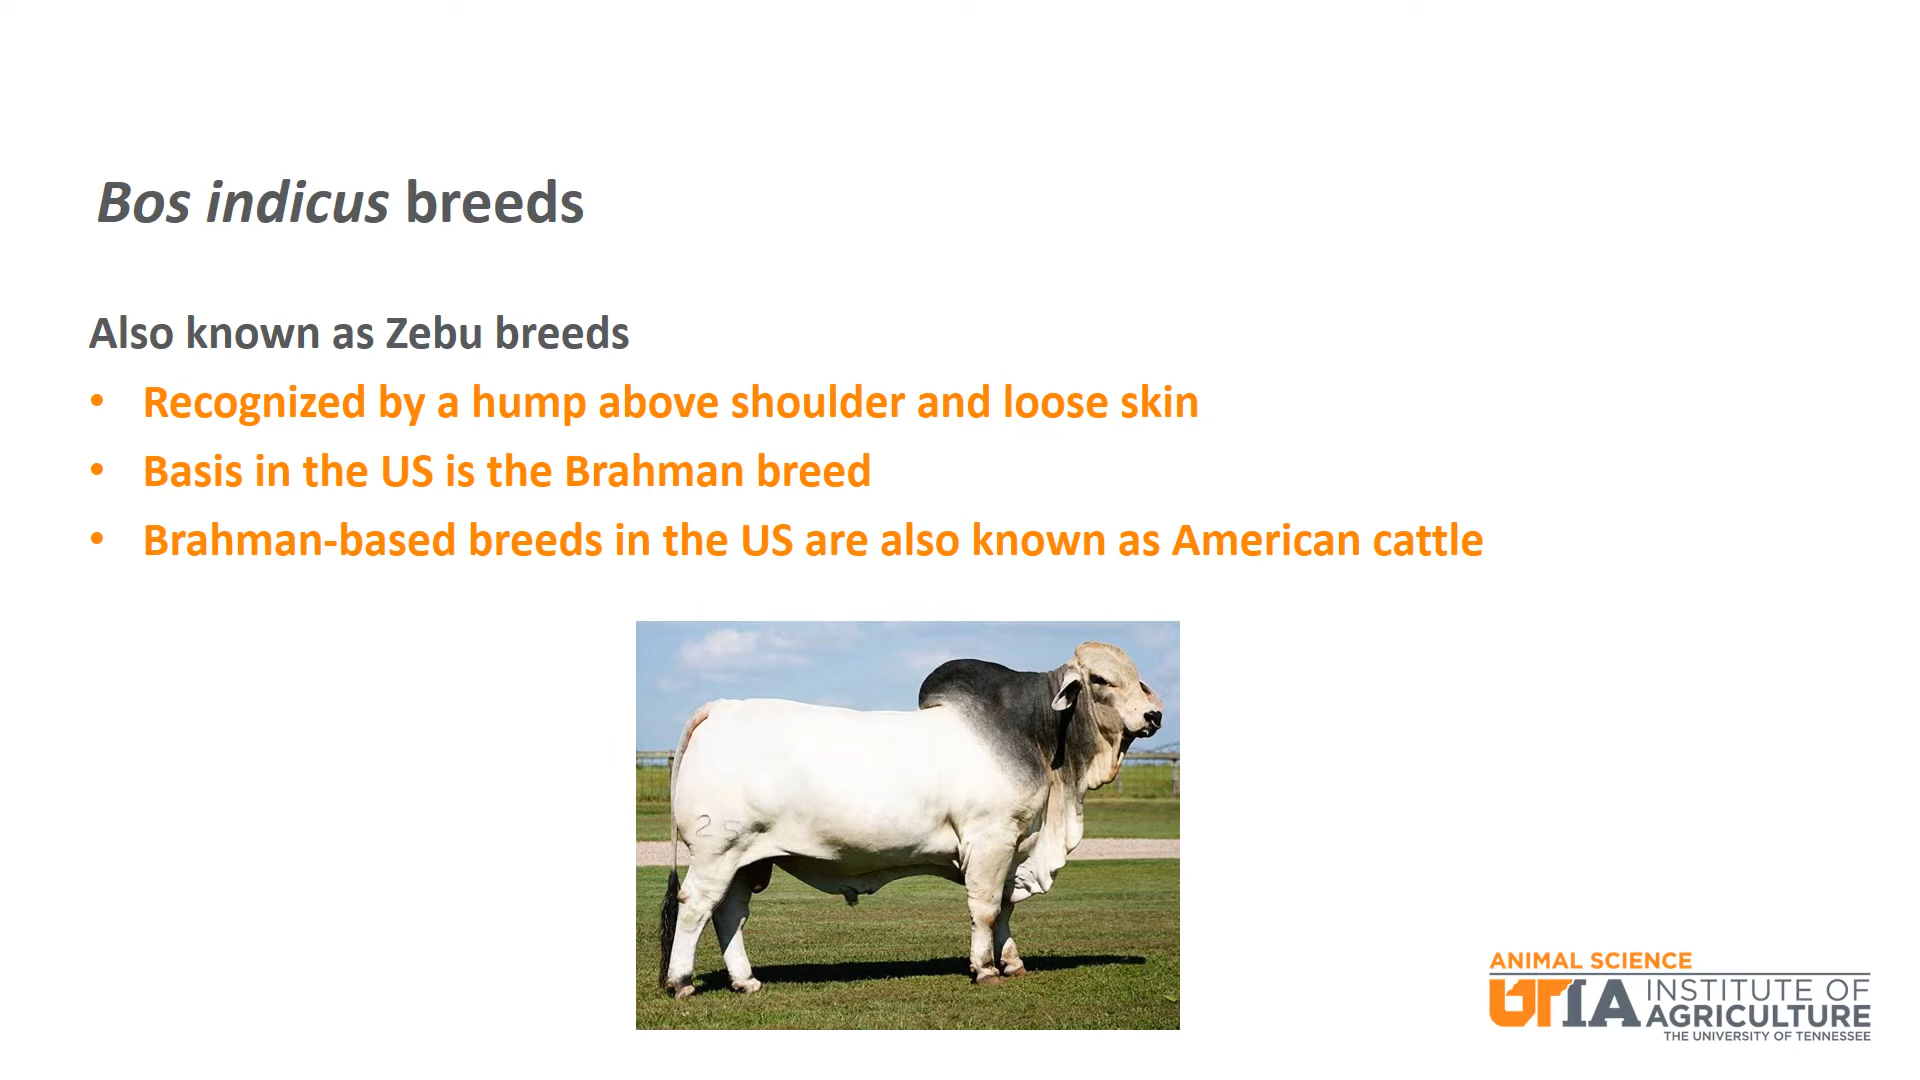 Bos indicus breeds
Also known as Zebu breeds
• Recognized by a hump above shoulder and loose skin
• Basis in the US is the Brahman breed
• Brahman-based breeds in the US are also known as American cattle
25
ANIMAL SCIENCE
UTIA INSTITUTE OF
AGRICULTURE
THE UNIVERSITY OF TENNESSEE